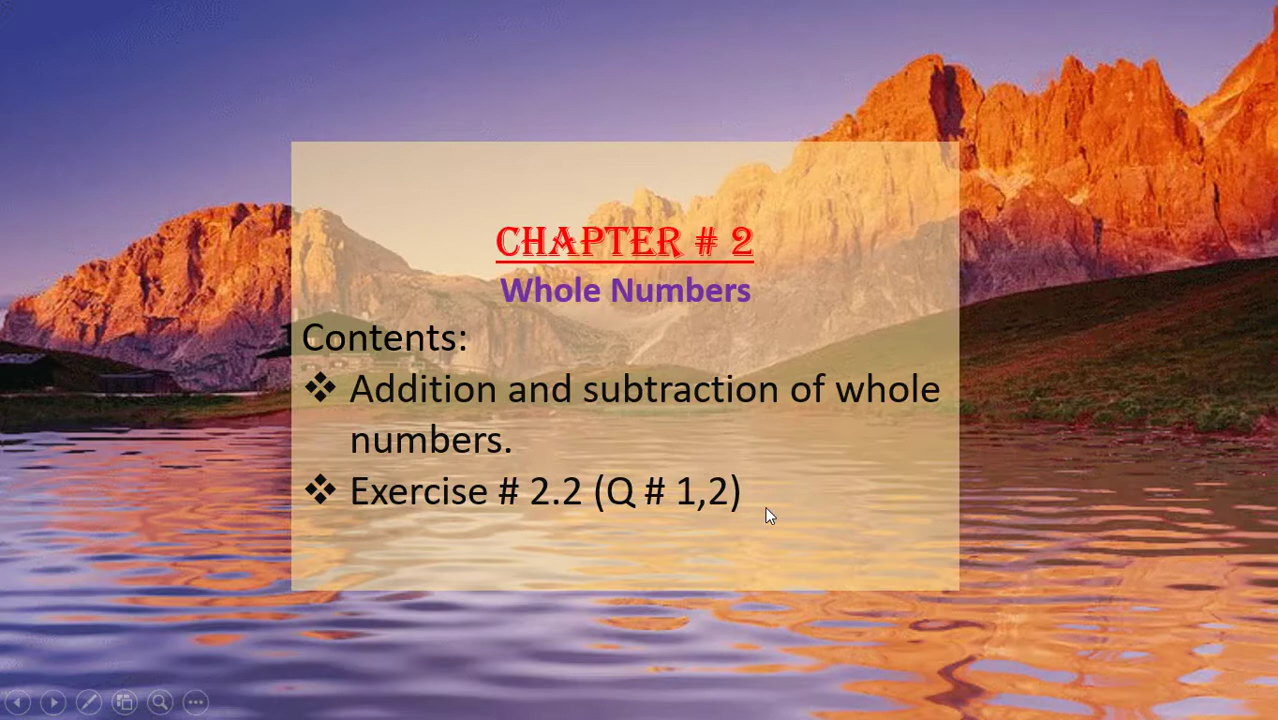 CHAPTER # 2
Whole Numbers
Contents:
❖ Addition and subtraction of whole
numbers.
❖ Exercise # 2.2 (Q # 1,2)